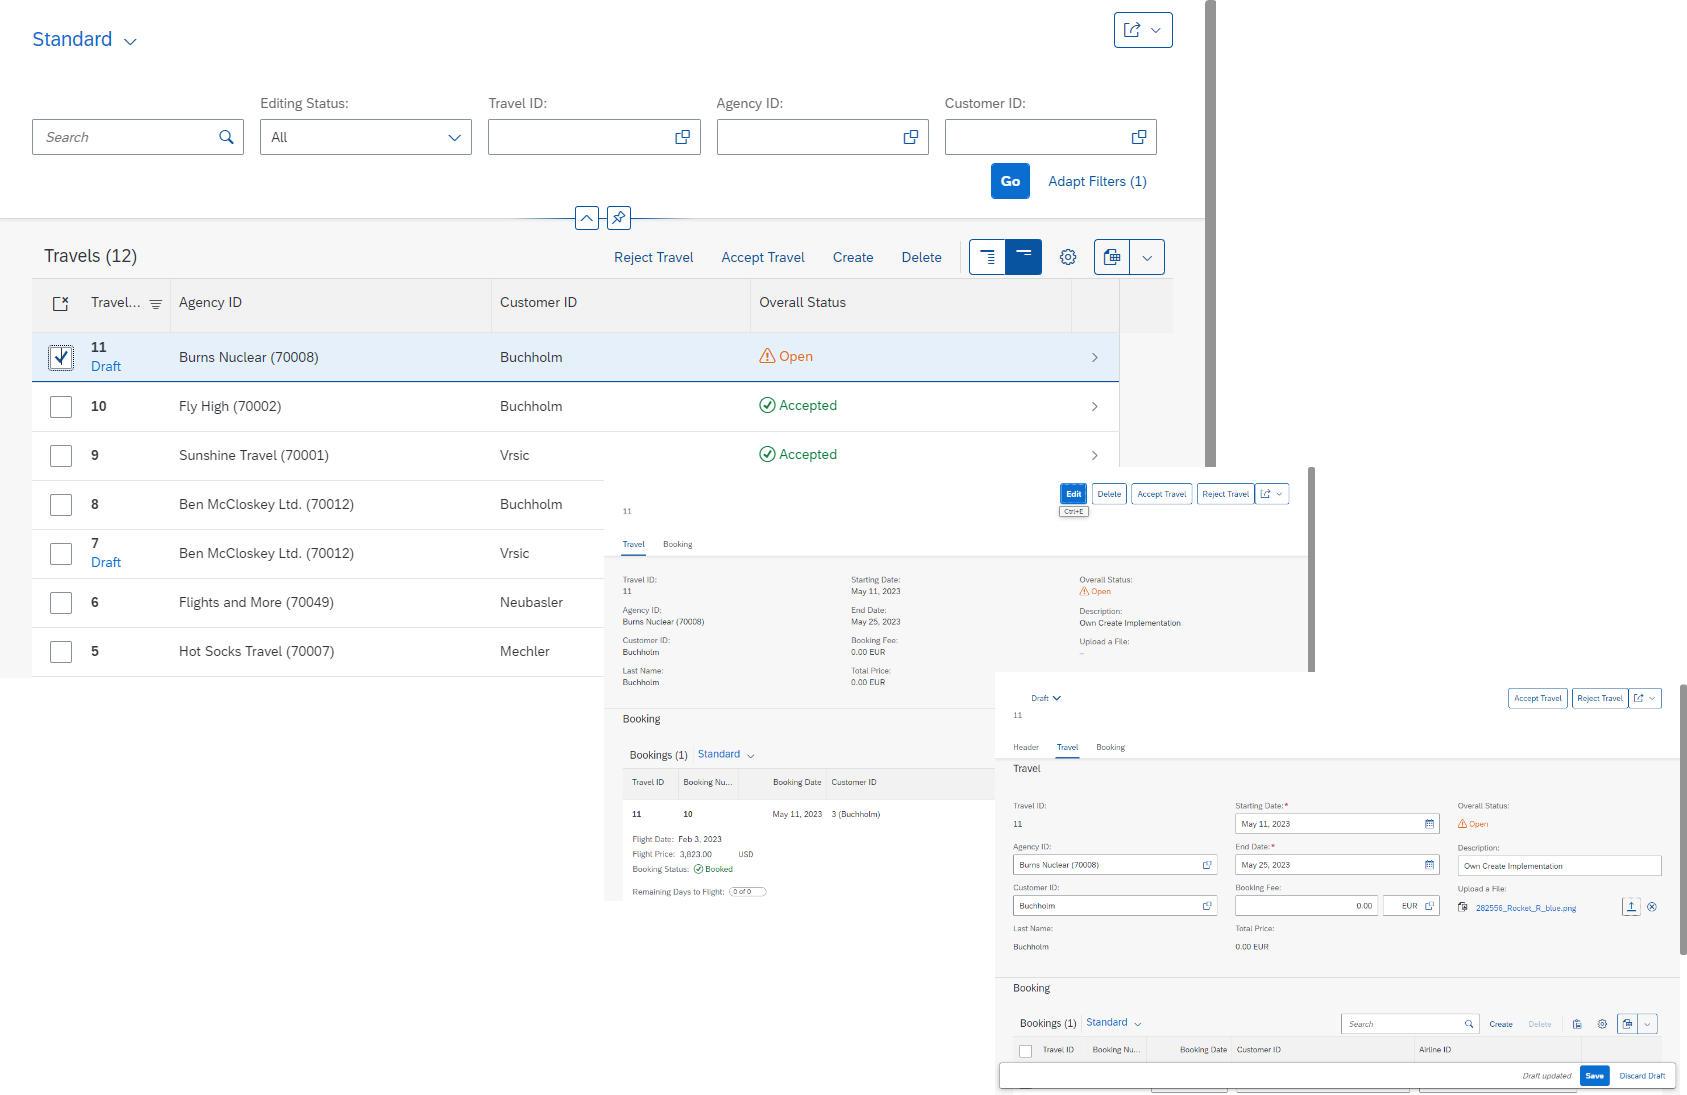 Standard
Editing Status: Travel ID: Agency ID: Customer ID:
Search All
Go Adapt Filters (1)
Travels (12) Reject Travel Accept Travel Create Delete
Travel... Agency ID Customer ID Overall Status
11
Draft Burns Nuclear (70008) Buchholm Open
10 Fly High (70002) Buchholm Accepted
9 Sunshine Travel (70001) Vrsic Accepted
8 Ben McCloskey Ltd. (70012) Buchholm
7
Draft Ben McCloskey Ltd. (70012) Vrsic
6 Flights and More (70049) Neubasler
5 Hot Socks Travel (70007) Mechler
Edit Delete Accept Travel Reject Travel
Ctrl+E
11
Travel Booking
Travel ID: Starting Date: Overall Status:
11 May 11, 2023 Open
Agency ID: End Date: Description:
Burns Nuclear (70008) May 25, 2023 Own Create Implementation
Customer ID: Booking Fee: Upload a File:
Buchholm 0.00 EUR –
Last Name: Total Price:
Buchholm 0.00 EUR
Booking
Bookings (1) Standard
Travel ID Booking Nu... Booking Date Customer ID
11 10 May 11, 2023 3 (Buchholm)
Flight Date: Feb 3, 2023
Flight Price: 3,823.00 USD
Booking Status: Booked
Remaining Days to Flight: 0 of 0
Draft Accept Travel Reject Travel
11
Header Travel Booking
Travel
Travel ID: Starting Date:* Overall Status:
11 May 11, 2023 Open
Agency ID: End Date:* Description:
Burns Nuclear (70008) May 25, 2023 Own Create Implementation
Customer ID: Booking Fee: Upload a File:
Buchholm 0.00 EUR 282556_Rocket_R_blue.png
Last Name: Total Price:
Buchholm 0.00 EUR
Booking
Bookings (1) Standard Search Create Delete
Travel ID Booking Nu... Booking Date Customer ID Airline ID
Draft updated Save Discard Draft